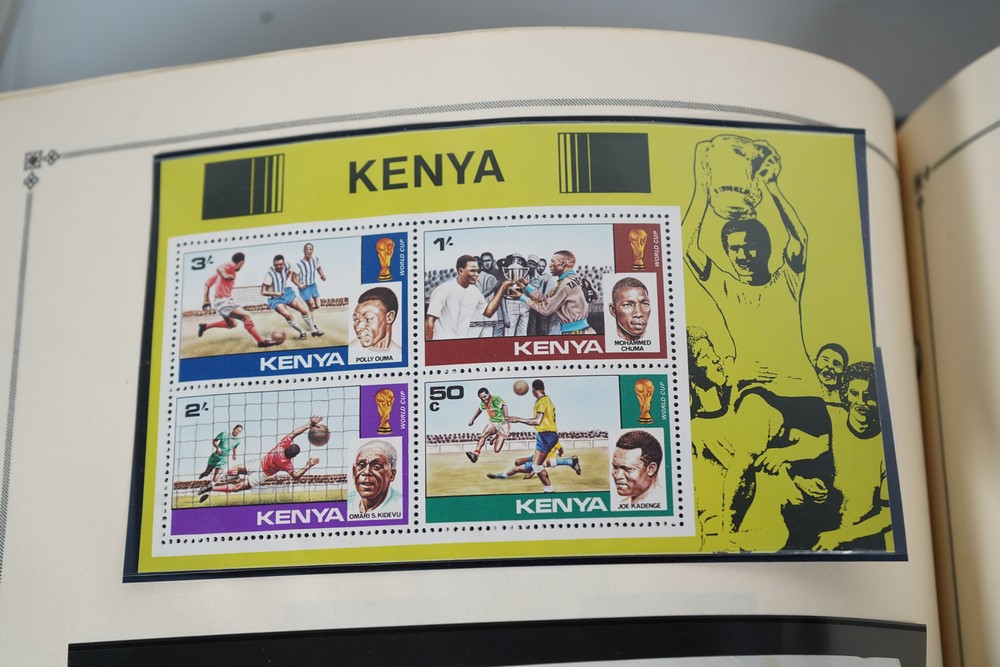 KENYA
3/-
WORLD CUP
POLLY OUMA
KENYA
1/-
WORLD CUP
MOHAMMED
CHUMA
KENYA
2/-
WORLD CUP
OMARI S. KIDEVU
KENYA
50
C
WORLD CUP
JOE KADENGE
KENYA